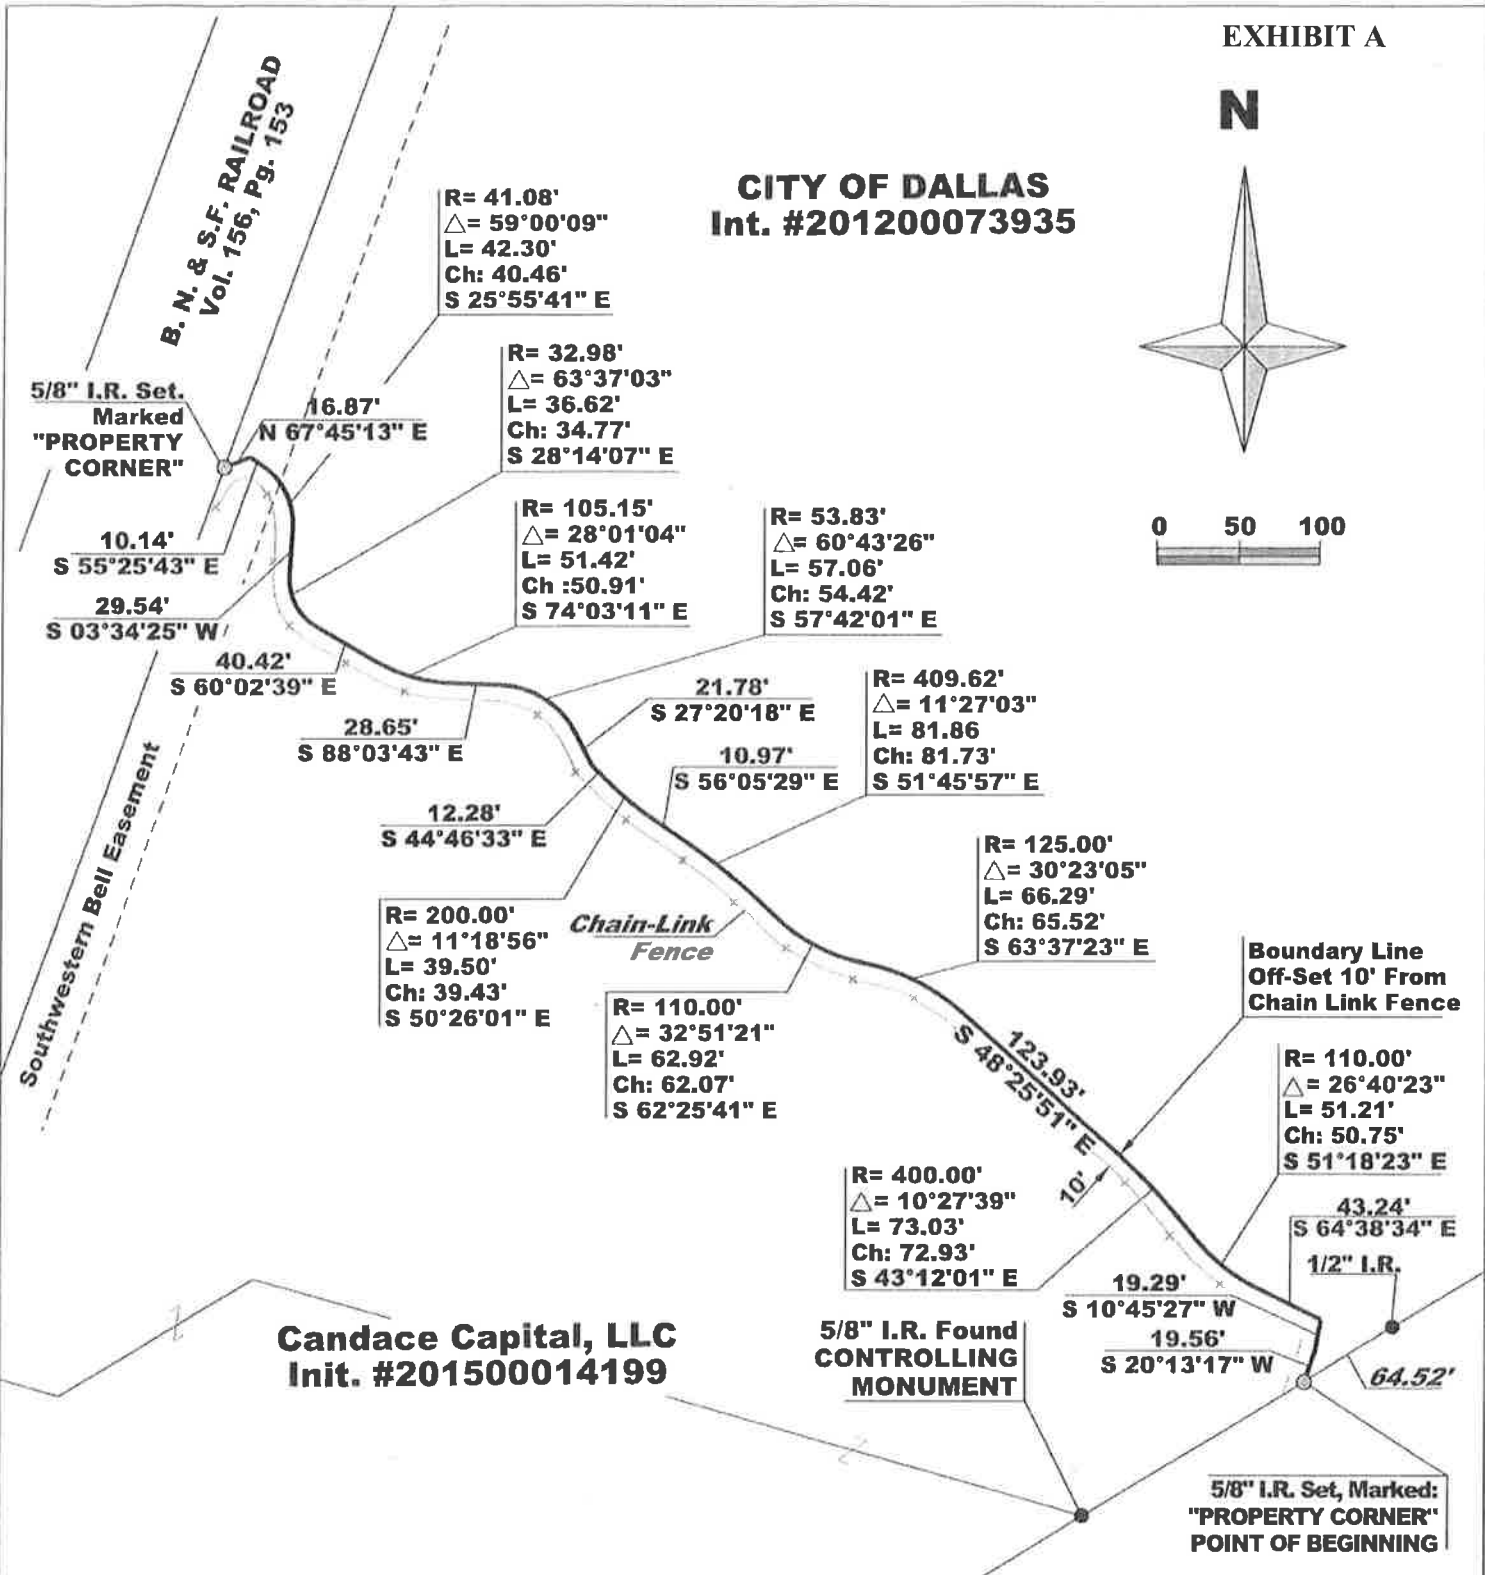 EXHIBIT A
N
CITY OF DALLAS
Int. #201200073935
B. N. & S.F. RAILROAD
Vol. 156, Pg. 153
R= 41.08'
△= 59°00'09"
L= 42.30'
Ch: 40.46'
S 25°55'41" E
R= 32.98'
△= 63°37'03"
L= 36.62'
Ch: 34.77'
S 28°14'07" E
5/8" I.R. Set.
Marked
"PROPERTY
CORNER"
16.87'
N 67°45'13" E
R= 105.15'
△= 28°01'04"
L= 51.42'
Ch :50.91'
S 74°03'11" E
R= 53.83'
△= 60°43'26"
L= 57.06'
Ch: 54.42'
S 57°42'01" E
0 50 100
10.14'
S 55°25'43" E
29.54'
S 03°34'25" W
40.42'
S 60°02'39" E
28.65'
S 88°03'43" E
21.78'
S 27°20'18" E
R= 409.62'
△= 11°27'03"
L= 81.86
Ch: 81.73'
S 51°45'57" E
10.97'
S 56°05'29" E
12.28'
S 44°46'33" E
Southwestern Bell Easement
R= 125.00'
△= 30°23'05"
L= 66.29'
Ch: 65.52'
S 63°37'23" E
R= 200.00'
△= 11°18'56"
L= 39.50'
Ch: 39.43'
S 50°26'01" E
Chain-Link
Fence
R= 110.00'
△= 32°51'21"
L= 62.92'
Ch: 62.07'
S 62°25'41" E
Boundary Line
Off-Set 10' From
Chain Link Fence
123.93'
S 48°25'51" E
R= 110.00'
△= 26°40'23"
L= 51.21'
Ch: 50.75'
S 51°18'23" E
10'
R= 400.00'
△= 10°27'39"
L= 73.03'
Ch: 72.93'
S 43°12'01" E
43.24'
S 64°38'34" E
1/2" I.R.
19.29'
S 10°45'27" W
19.56'
S 20°13'17" W
64.52'
Candace Capital, LLC
Init. #201500014199
5/8" I.R. Found
CONTROLLING
MONUMENT
5/8" I.R. Set, Marked:
"PROPERTY CORNER"
POINT OF BEGINNING